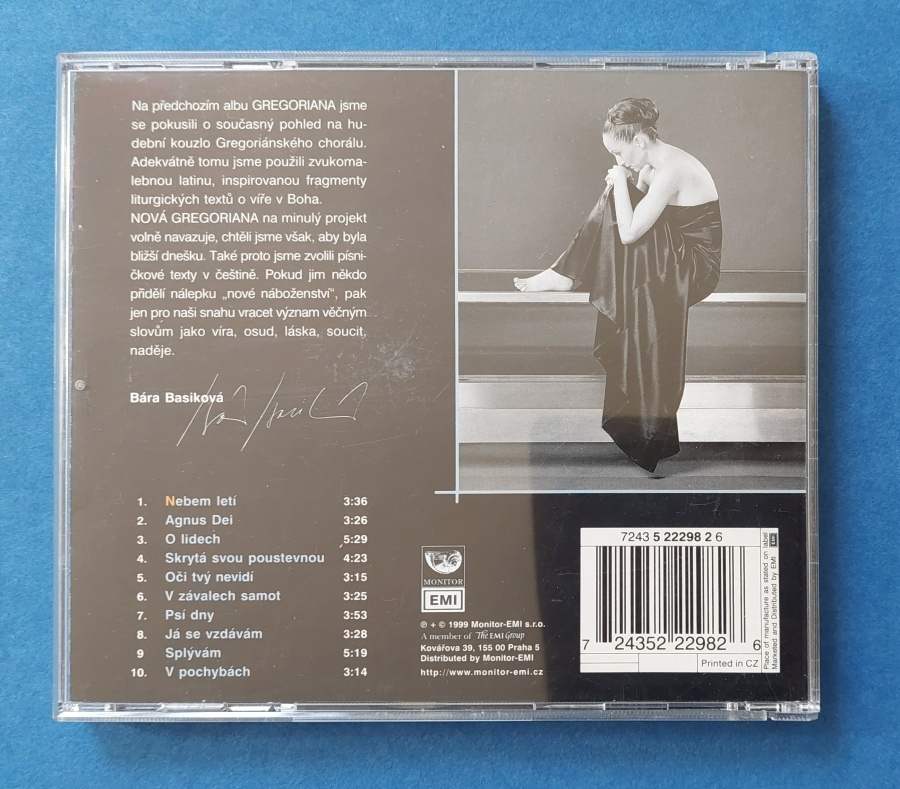 Na předchozím albu GREGORIANA jsme
se pokusili o současný pohled na hu-
dební kouzlo Gregoriánského chorálu.
Adekvátně tomu jsme použili zvukoma-
lebnou latinu, inspirovanou fragmenty
liturgických textů o víře v Boha.
NOVÁ GREGORIANA na minulý projekt
volně navazuje, chtěli jsme však, aby byla
bližší dnešku. Také proto jsme zvolili písni-
čkové texty v češtině. Pokud jim někdo
přidělí nálepku „nové náboženství", pak
jen pro naši snahu vracet význam věčným
slovům jako víra, osud, láska, soucit,
naděje.
Bára Basiková
1. Nebem letí 3:36
2. Agnus Dei 3:26
3. O lidech 5:29
4. Skrytá svou poustevnou 4:23
5. Oči tvý nevidí 3:15
6. V závalech samot 3:25
7. Psí dny 3:53
8. Já se vzdávám 3:28
9 Splývám 5:19
10. V pochybách 3:14
MONITOR
EMI
℗ + © 1999 Monitor-EMI s.r.o.
A member of The EMI Group
Kovářova 39, 155 00 Praha 5
Distributed by Monitor-EMI
http://www.monitor-emi.cz
7243 5 22298 2 6
7 24352 22982 6
Printed in CZ
Place of manufacture as stated on label
Marketed and Distributed by EMI